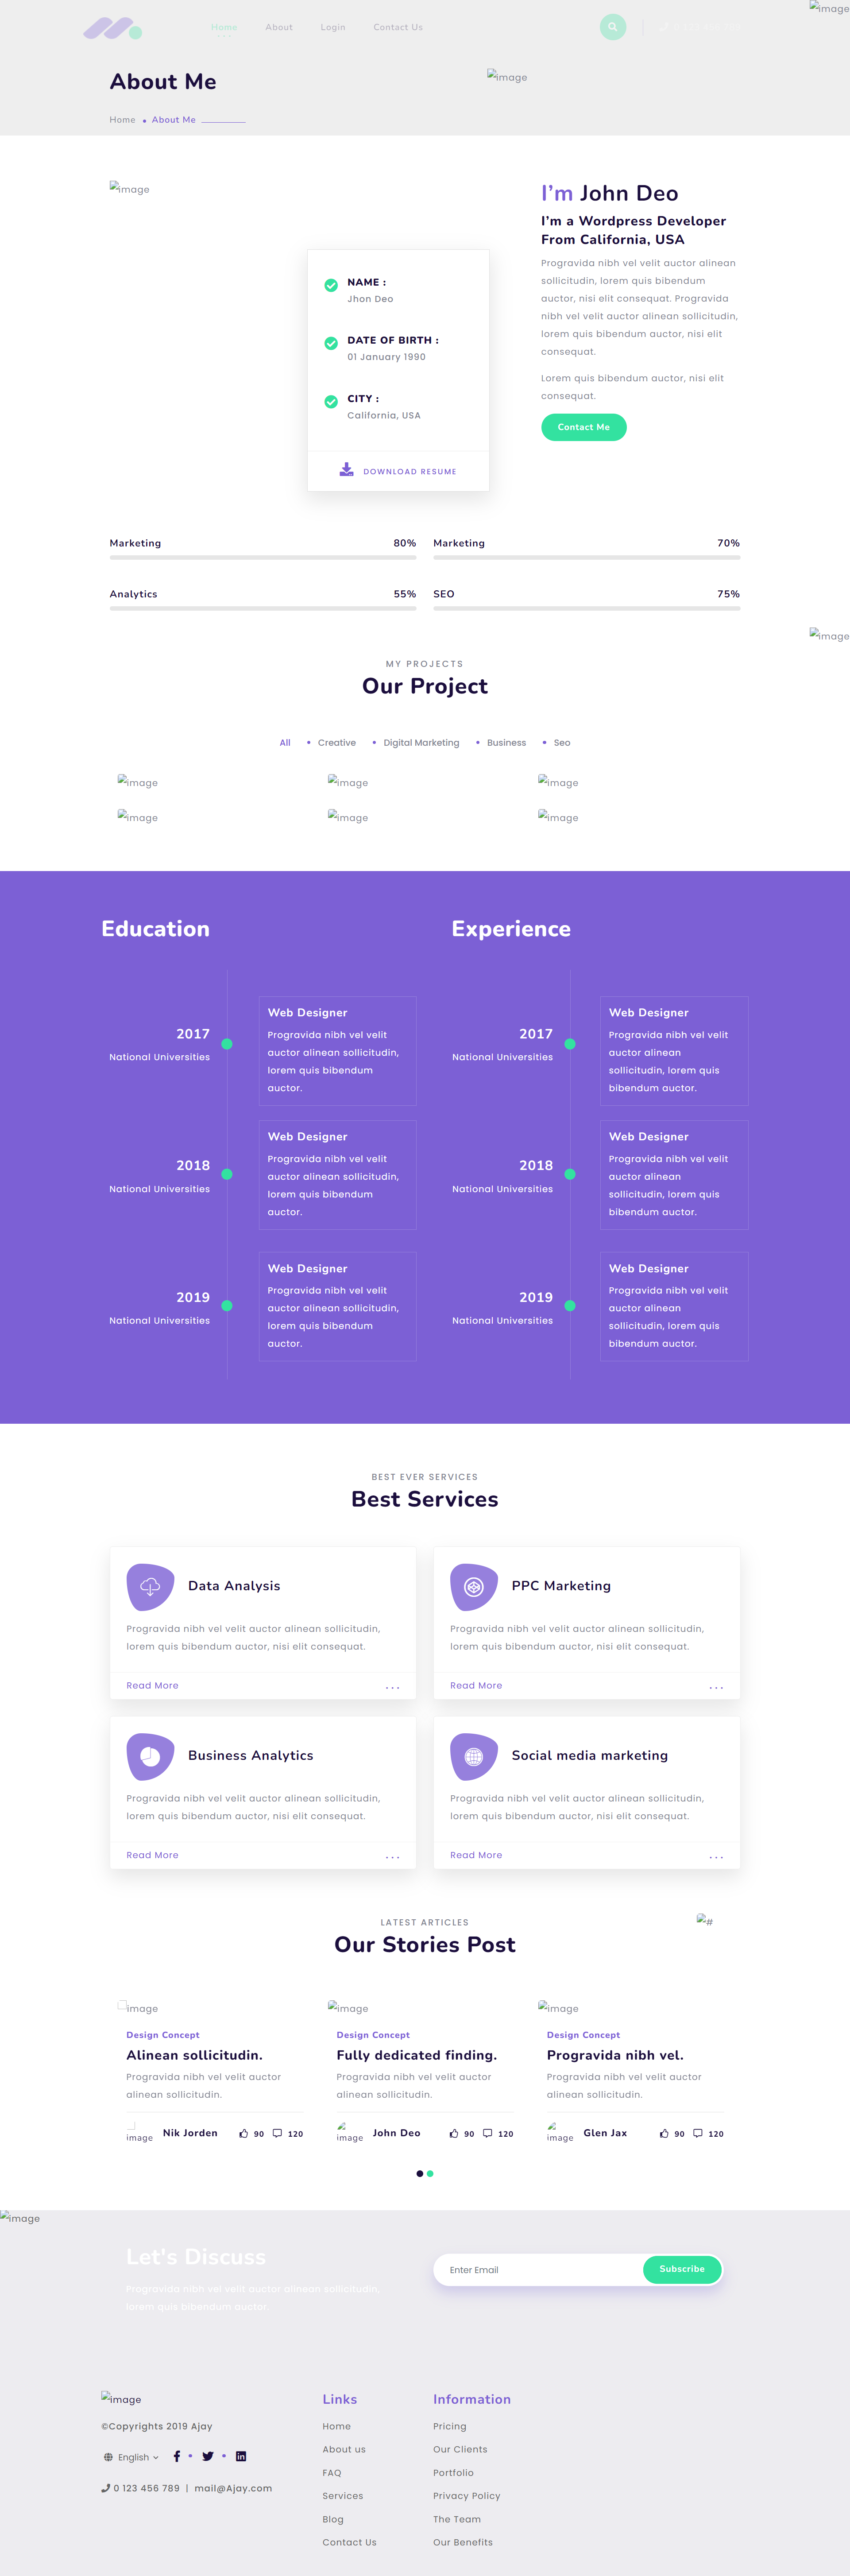 image
Home About Login Contact Us
About Me
image
Home About Me
image
I'm John Deo
I'm a Wordpress Developer
From California, USA
Progravida nibh vel velit auctor alinean
sollicitudin, lorem quis bibendum
auctor, nisi elit consequat. Progravida
nibh vel velit auctor alinean sollicitudin,
lorem quis bibendum auctor, nisi elit
consequat.
Lorem quis bibendum auctor, nisi elit
consequat.
Contact Me
NAME :
Jhon Deo
DATE OF BIRTH :
01 January 1990
CITY :
California, USA
DOWNLOAD RESUME
Marketing 80%
Marketing 70%
Analytics 55%
SEO 75%
image
MY PROJECTS
Our Project
All Creative Digital Marketing Business Seo
image image image
image image image
Education
2017
National Universities
Web Designer
Progravida nibh vel velit
auctor alinean sollicitudin,
lorem quis bibendum
auctor.
2018
National Universities
Web Designer
Progravida nibh vel velit
auctor alinean sollicitudin,
lorem quis bibendum
auctor.
2019
National Universities
Web Designer
Progravida nibh vel velit
auctor alinean sollicitudin,
lorem quis bibendum
auctor.
Experience
2017
National Universities
Web Designer
Progravida nibh vel velit
auctor alinean
sollicitudin, lorem quis
bibendum auctor.
2018
National Universities
Web Designer
Progravida nibh vel velit
auctor alinean
sollicitudin, lorem quis
bibendum auctor.
2019
National Universities
Web Designer
Progravida nibh vel velit
auctor alinean
sollicitudin, lorem quis
bibendum auctor.
BEST EVER SERVICES
Best Services
Data Analysis
Progravida nibh vel velit auctor alinean sollicitudin,
lorem quis bibendum auctor, nisi elit consequat.
Read More ...
PPC Marketing
Progravida nibh vel velit auctor alinean sollicitudin,
lorem quis bibendum auctor, nisi elit consequat.
Read More ...
Business Analytics
Progravida nibh vel velit auctor alinean sollicitudin,
lorem quis bibendum auctor, nisi elit consequat.
Read More ...
Social media marketing
Progravida nibh vel velit auctor alinean sollicitudin,
lorem quis bibendum auctor, nisi elit consequat.
Read More ...
LATEST ARTICLES
#
Our Stories Post
image
Design Concept
Alinean sollicitudin.
Progravida nibh vel velit auctor
alinean sollicitudin.
image Nik Jorden 90 120
image
Design Concept
Fully dedicated finding.
Progravida nibh vel velit auctor
alinean sollicitudin.
image John Deo 90 120
image
Design Concept
Progravida nibh vel.
Progravida nibh vel velit auctor
alinean sollicitudin.
image Glen Jax 90 120
image
Let's Discuss
Progravida nibh vel velit auctor alinean sollicitudin,
lorem quis bibendum auctor.
Enter Email Subscribe
image
©Copyrights 2019 Ajay
English
0 123 456 789 | mail@Ajay.com
Links
Home
About us
FAQ
Services
Blog
Contact Us
Information
Pricing
Our Clients
Portfolio
Privacy Policy
The Team
Our Benefits